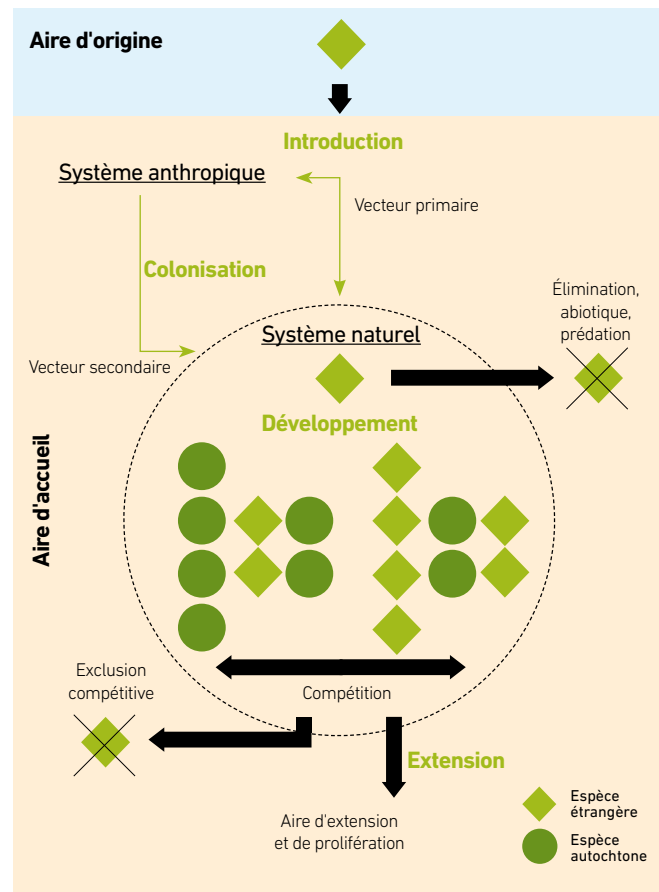 Aire d'origine
Introduction
Système anthropique
Vecteur primaire
Colonisation
Élimination,
abiotique,
prédation
Système naturel
Vecteur secondaire
Développement
Aire d'accueil
Exclusion
compétitive
Compétition
Extension
Aire d'extension
et de prolifération
Espèce
étrangère
Espèce
autochtone